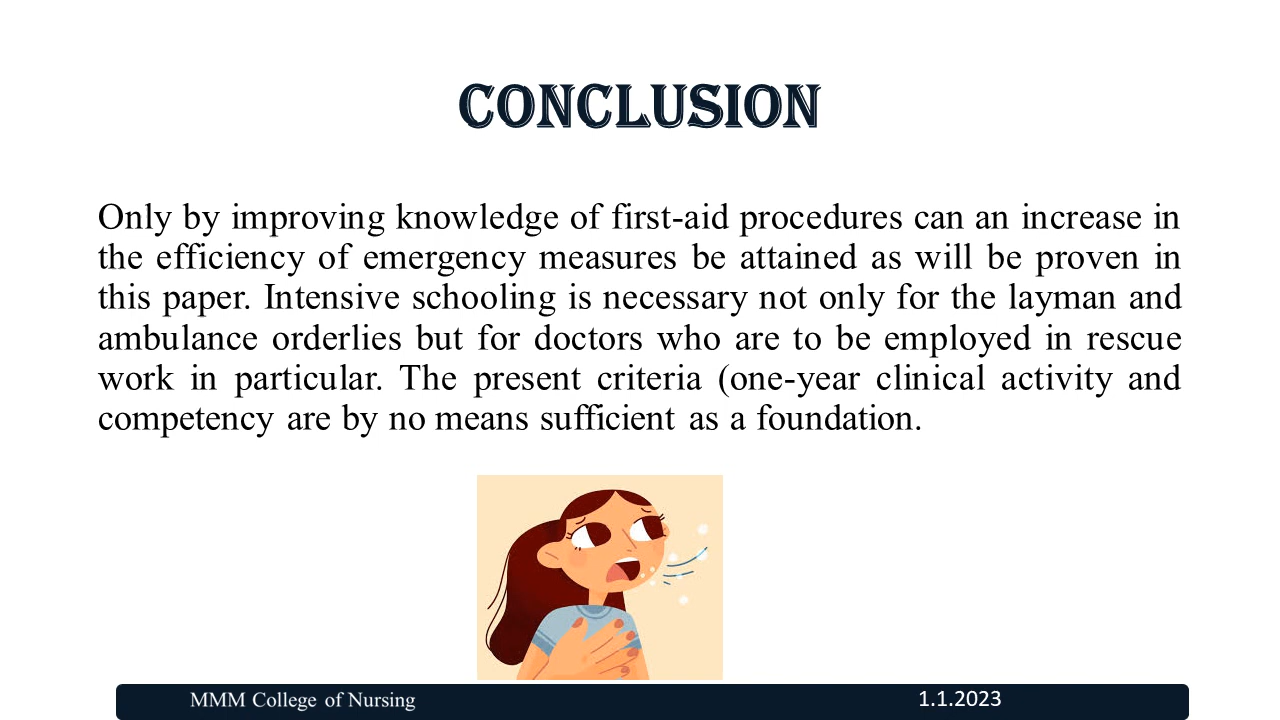 CONCLUSION
Only by improving knowledge of first-aid procedures can an increase in
the efficiency of emergency measures be attained as will be proven in
this paper. Intensive schooling is necessary not only for the layman and
ambulance orderlies but for doctors who are to be employed in rescue
work in particular. The present criteria (one-year clinical activity and
competency are by no means sufficient as a foundation.
MMM College of Nursing
1.1.2023